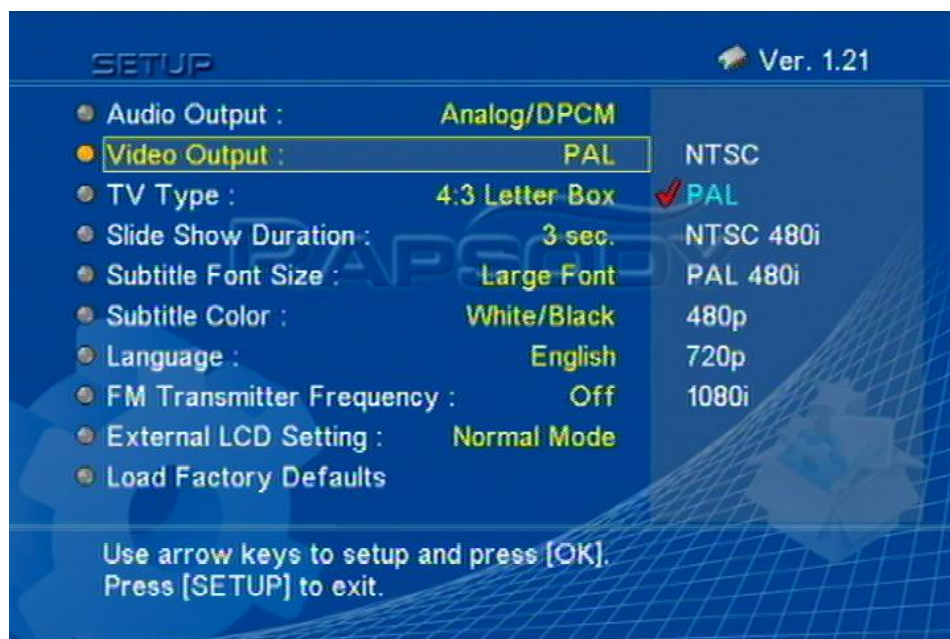 SETUP
Ver. 1.21
Audio Output : Analog/DPCM
Video Output : PAL NTSC
TV Type : 4:3 Letter Box PAL
Slide Show Duration : 3 sec. NTSC 480i
RAPSODY
Subtitle Font Size : Large Font PAL 480i
Subtitle Color : White/Black 480p
Language : English 720p
FM Transmitter Frequency : Off 1080i
External LCD Setting : Normal Mode
Load Factory Defaults
Use arrow keys to setup and press [OK].
Press [SETUP] to exit.